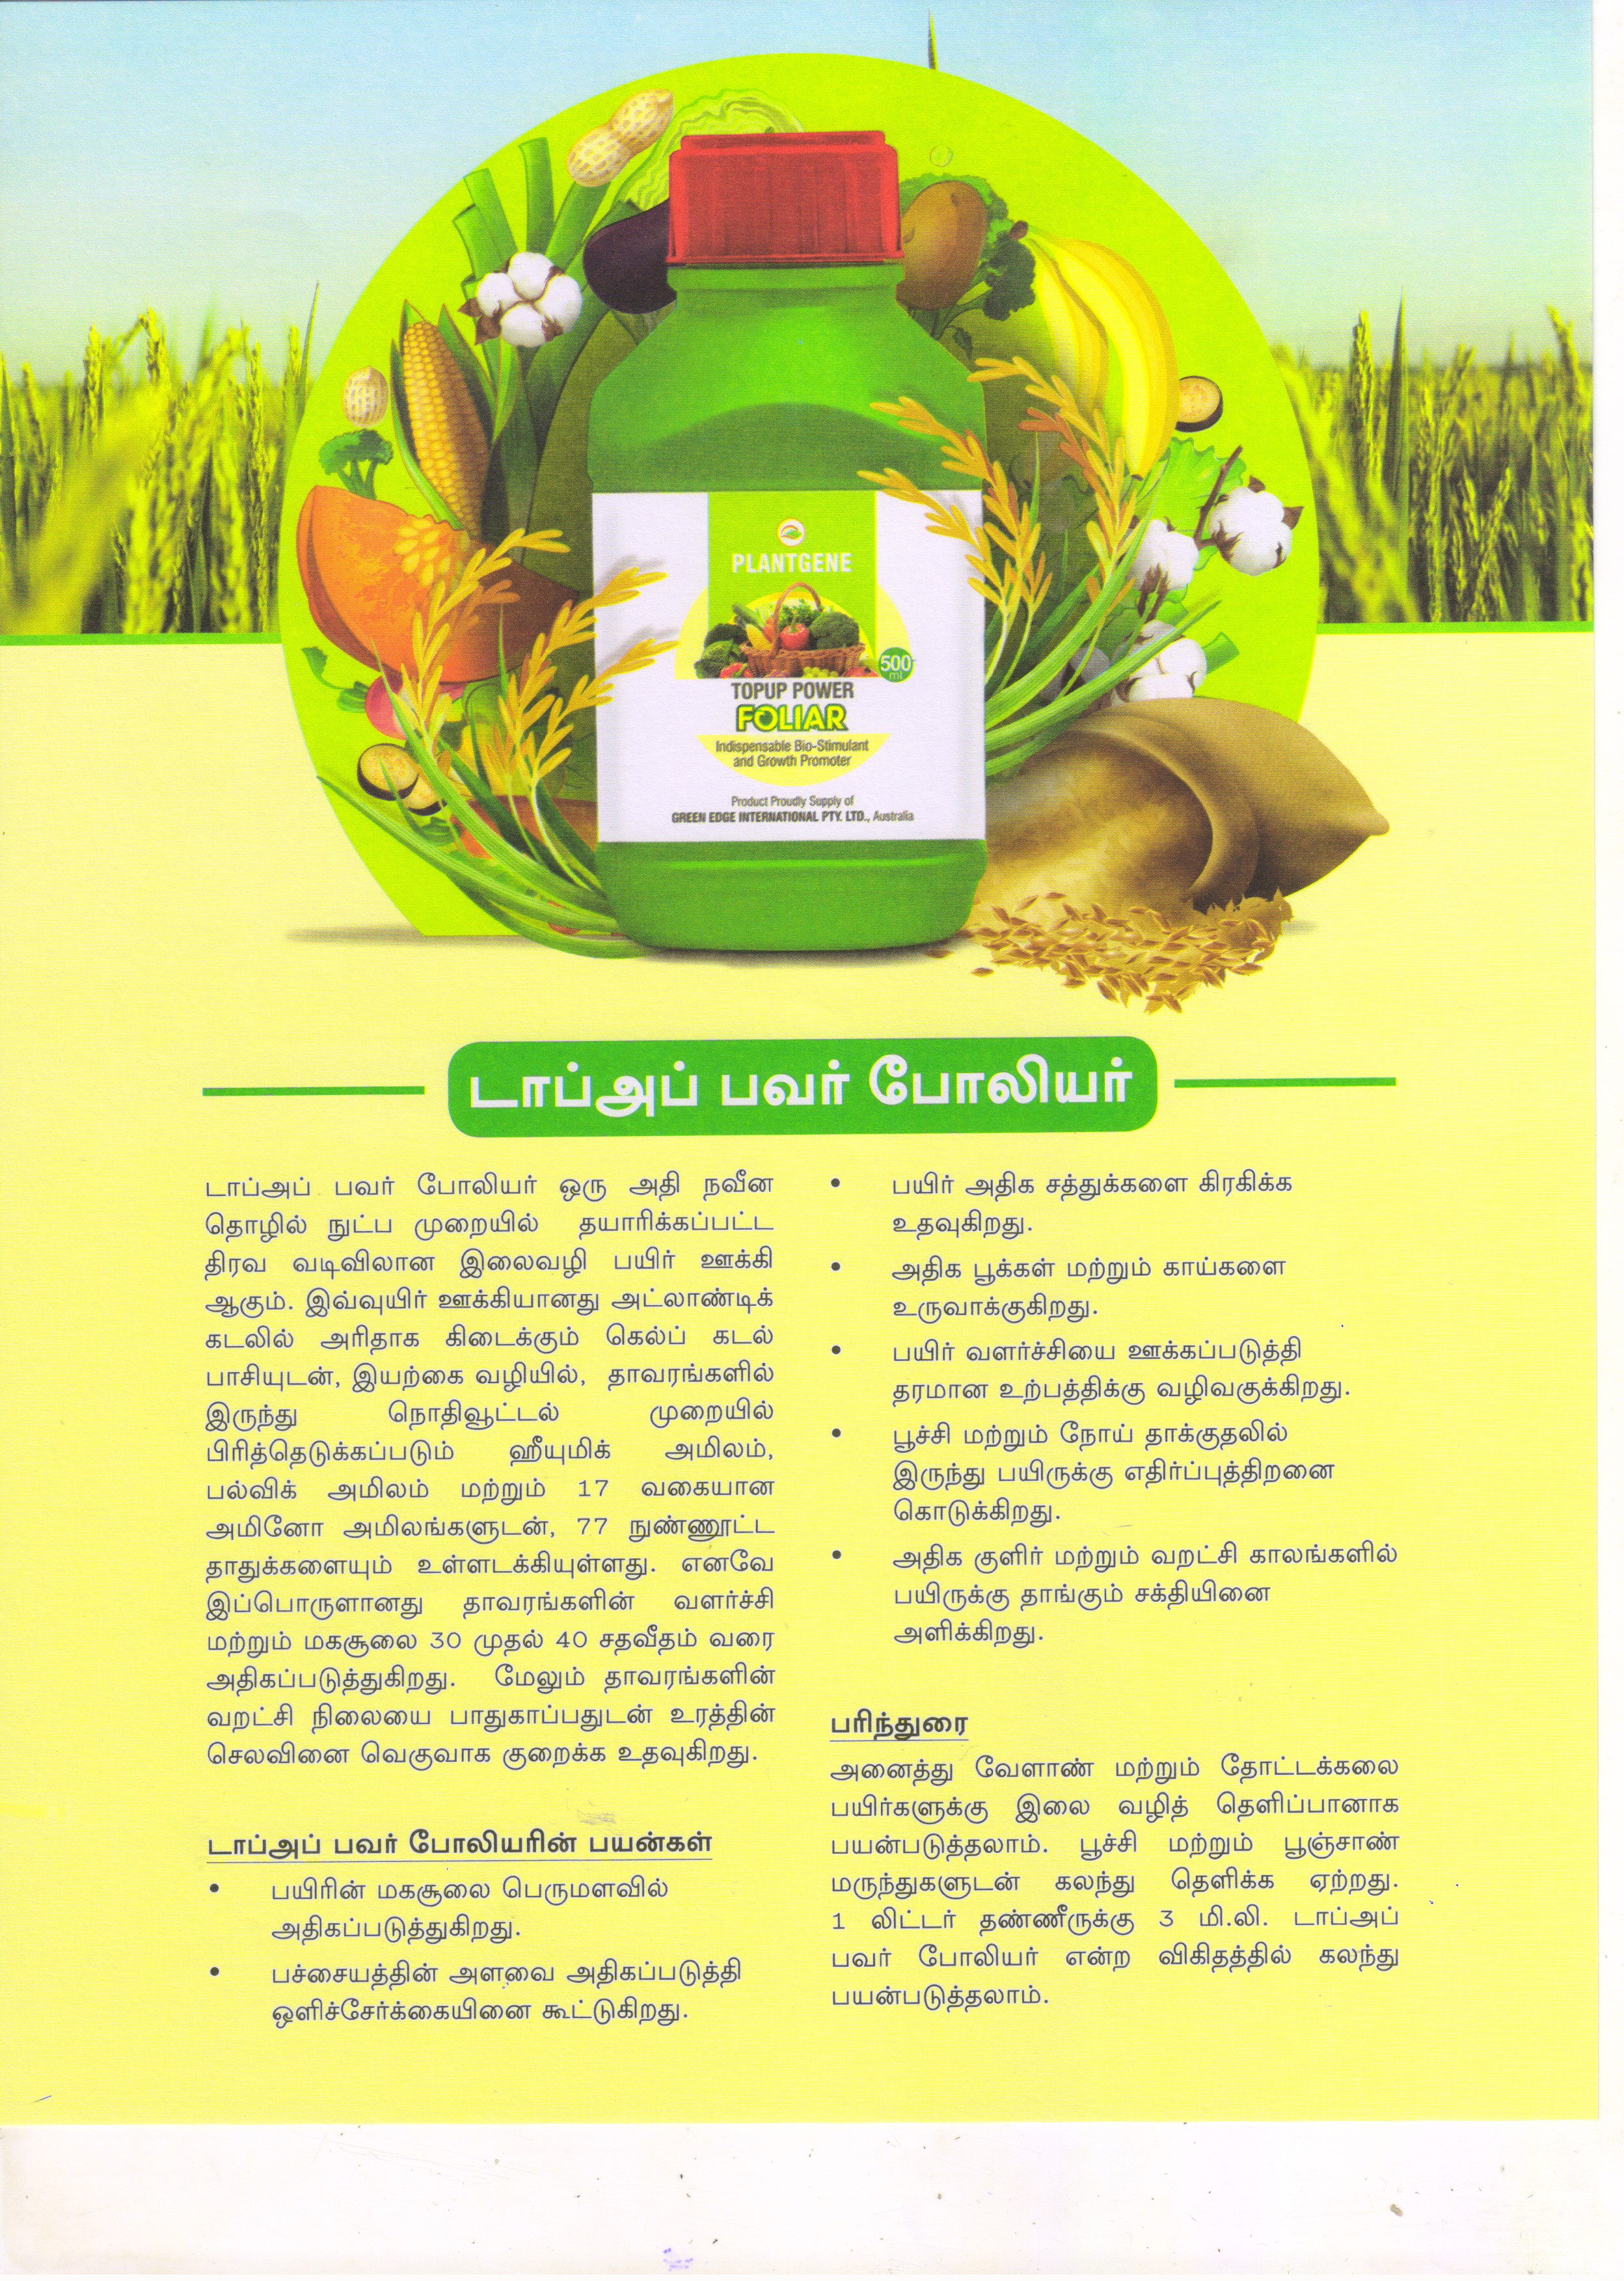 PLANTGENE
500
ml
TOPUP POWER
FOLIAR
Indispensable Bio-Stimulant
and Growth Promoter
Product Proudly Supply of
GREEN EDGE INTERNATIONAL PTY. LTD., Australia
டாப்அப் பவர் போலியர்
டாப்அப் பவர் போலியர் ஒரு அதி நவீன
தொழில் நுட்ப முறையில் தயாரிக்கப்பட்ட
திரவ வடிவிலான இலைவழி பயிர் ஊக்கி
ஆகும். இவ்வுயிர் ஊக்கியானது அட்லாண்டிக்
கடலில் அரிதாக கிடைக்கும் கெல்ப் கடல்
பாசியுடன், இயற்கை வழியில், தாவரங்களில்
இருந்து நொதிவூட்டல் முறையில்
பிரித்தெடுக்கப்படும் ஹீயுமிக் அமிலம்,
பல்விக் அமிலம் மற்றும் 17 வகையான
அமினோ அமிலங்களுடன், 77 நுண்ணூட்ட
தாதுக்களையும் உள்ளடக்கியுள்ளது. எனவே
இப்பொருளானது தாவரங்களின் வளர்ச்சி
மற்றும் மகசூலை 30 முதல் 40 சதவீதம் வரை
அதிகப்படுத்துகிறது. மேலும் தாவரங்களின்
வறட்சி நிலையை பாதுகாப்பதுடன் உரத்தின்
செலவினை வெகுவாக குறைக்க உதவுகிறது.
டாப்அப் பவர் போலியரின் பயன்கள்
• பயிரின் மகசூலை பெருமளவில்
அதிகப்படுத்துகிறது.
• பச்சையத்தின் அளவை அதிகப்படுத்தி
ஒளிச்சேர்க்கையினை கூட்டுகிறது.
• பயிர் அதிக சத்துக்களை கிரகிக்க
உதவுகிறது.
• அதிக பூக்கள் மற்றும் காய்களை
உருவாக்குகிறது.
• பயிர் வளர்ச்சியை ஊக்கப்படுத்தி
தரமான உற்பத்திக்கு வழிவகுக்கிறது.
• பூச்சி மற்றும் நோய் தாக்குதலில்
இருந்து பயிருக்கு எதிர்ப்புத்திறனை
கொடுக்கிறது.
• அதிக குளிர் மற்றும் வறட்சி காலங்களில்
பயிருக்கு தாங்கும் சக்தியினை
அளிக்கிறது.
பரிந்துரை
அனைத்து வேளாண் மற்றும் தோட்டக்கலை
பயிர்களுக்கு இலை வழித் தெளிப்பானாக
பயன்படுத்தலாம். பூச்சி மற்றும் பூஞ்சாண்
மருந்துகளுடன் கலந்து தெளிக்க ஏற்றது.
1 லிட்டர் தண்ணீருக்கு 3 மி.லி. டாப்அப்
பவர் போலியர் என்ற விகிதத்தில் கலந்து
பயன்படுத்தலாம்.